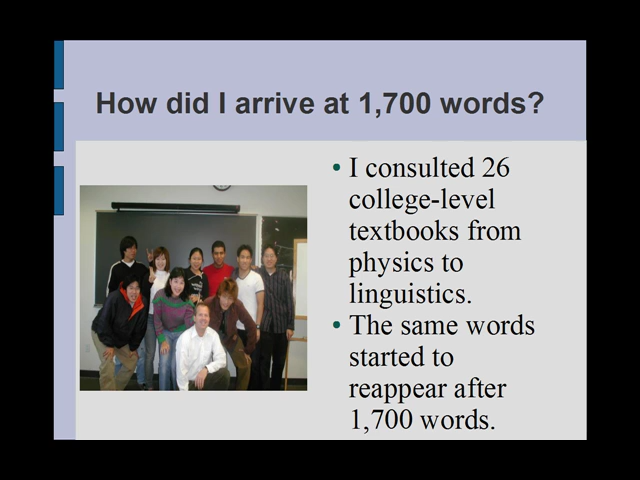 How did I arrive at 1,700 words?
• I consulted 26
college-level
textbooks from
physics to
linguistics.
• The same words
started to
reappear after
1,700 words.